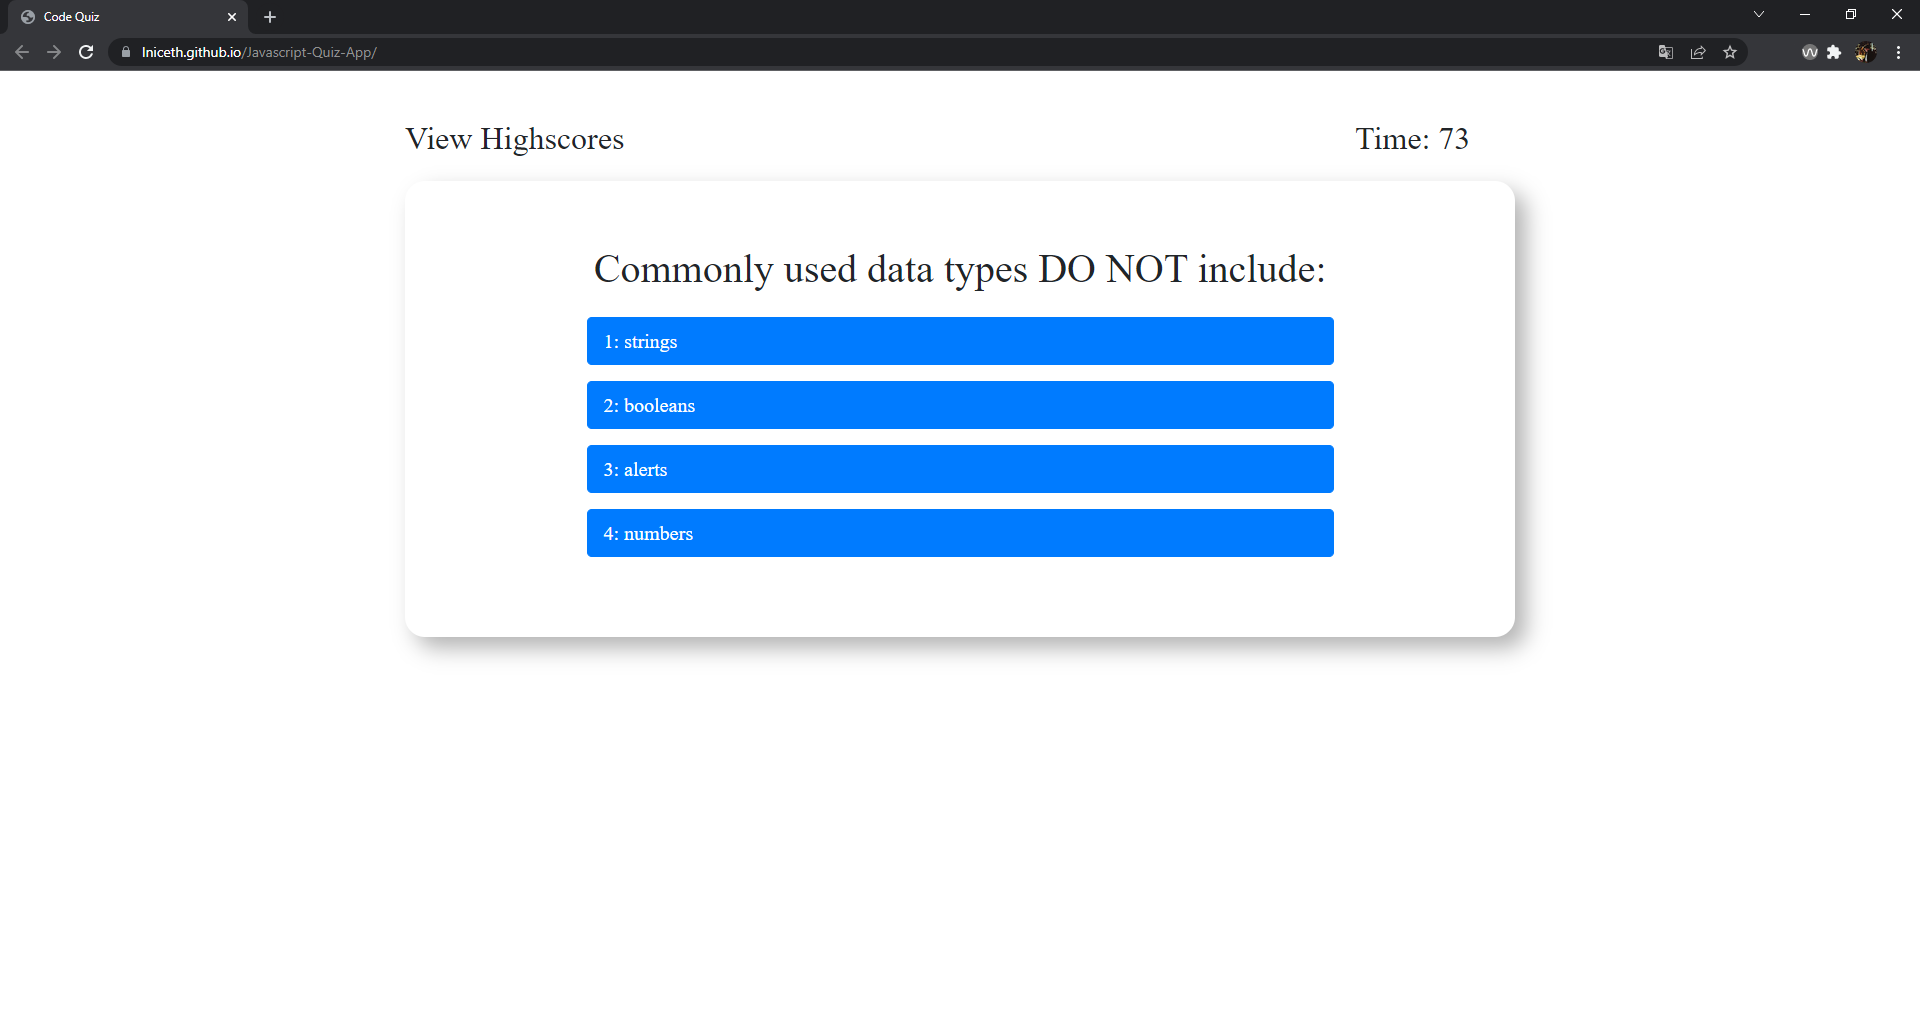 Code Quiz
Iniceth.github.io/Javascript-Quiz-App/
View Highscores
Time: 73
Commonly used data types DO NOT include:
1: strings
2: booleans
3: alerts
4: numbers